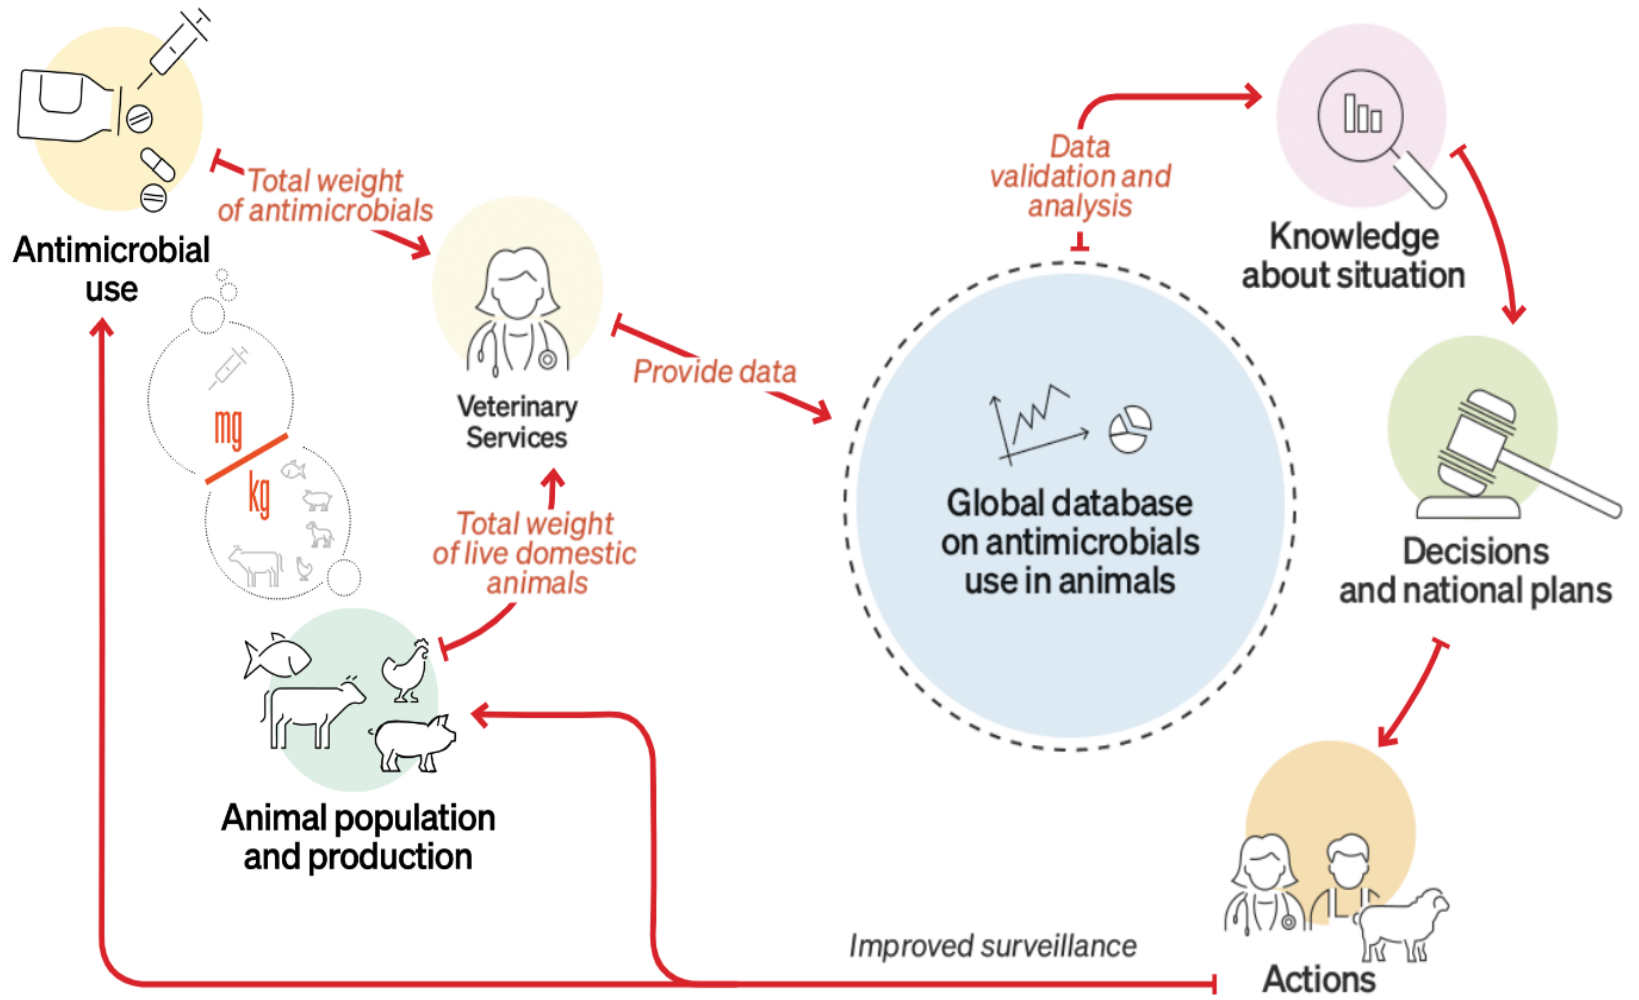 Antimicrobial
use
Total weight
of antimicrobials
mg
kg
Veterinary
Services
Total weight
of live domestic
animals
Animal population
and production
Provide data
Global database
on antimicrobials
use in animals
Data
validation and
analysis
Knowledge
about situation
Decisions
and national plans
Actions
Improved surveillance